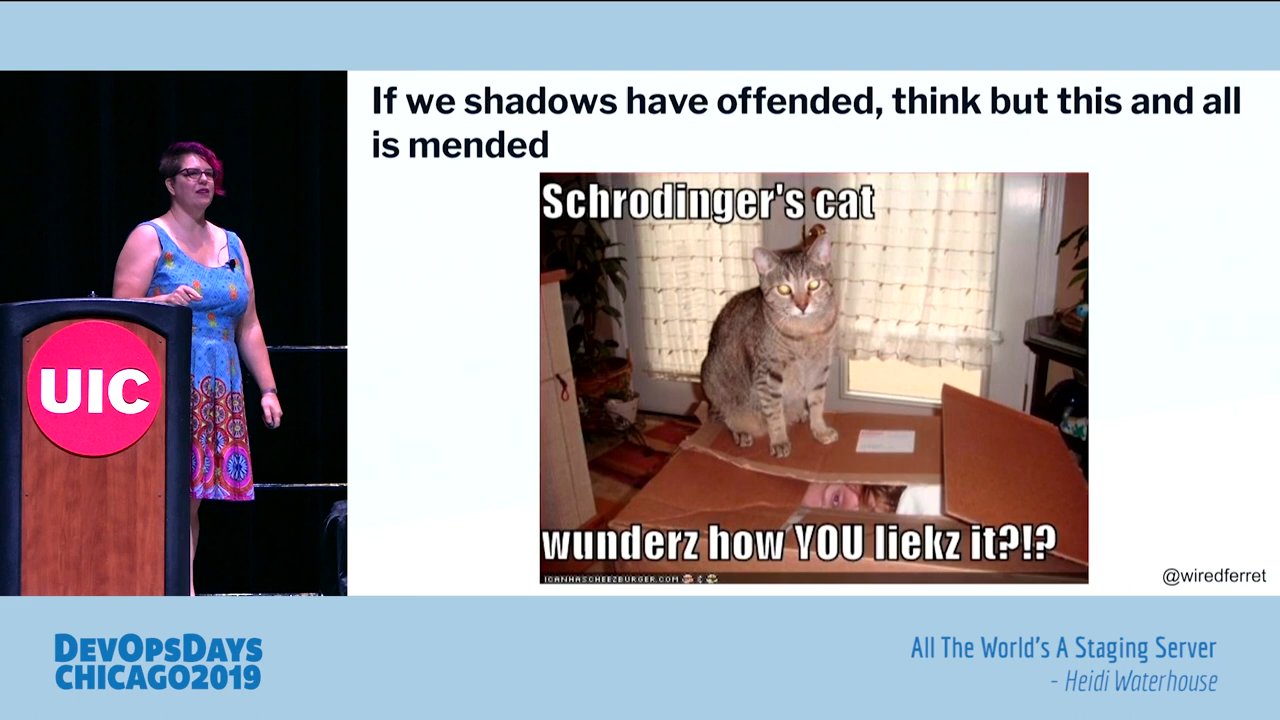 If we shadows have offended, think but this and all
is mended
Schrodinger's cat
wunderz how YOU liekz it?!?
ICANHASCHEEZBURGER.COM
@wiredferret
UIC
DEVOPSDAYS
CHICAGO2019
All The World's A Staging Server
- Heidi Waterhouse